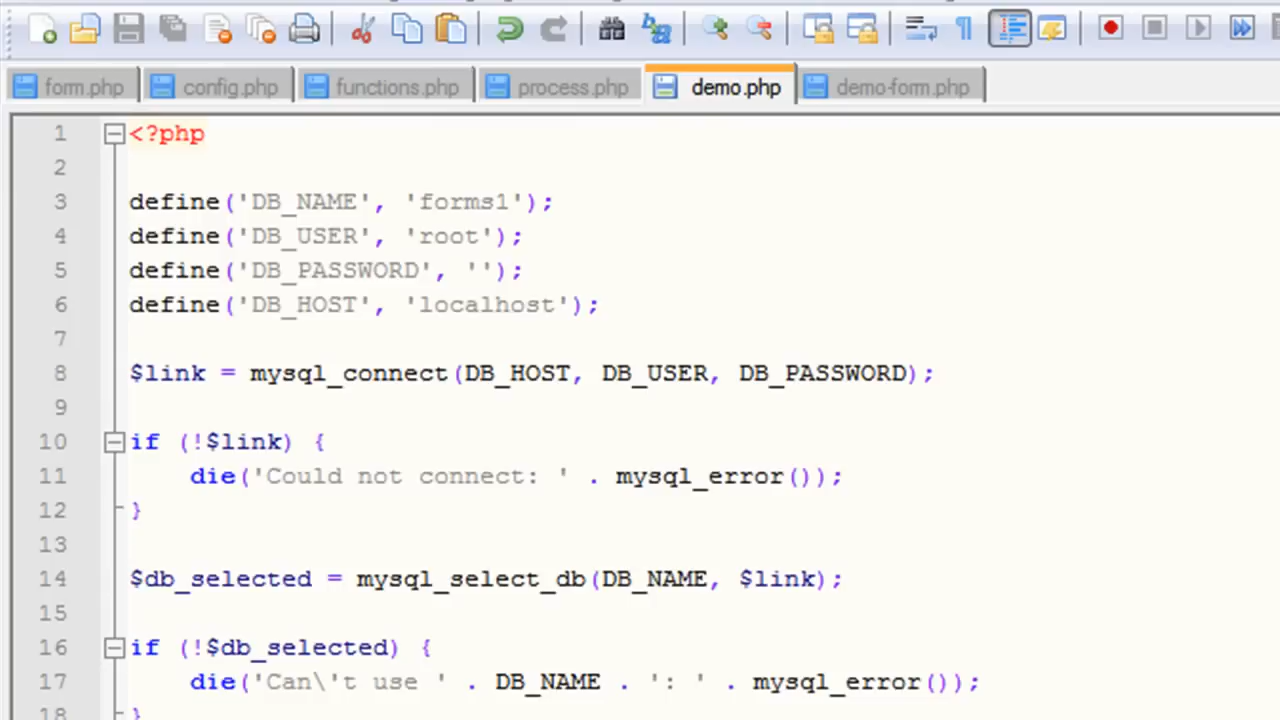 form.php config.php functions.php process.php demo.php demo-form.php
1 <?php
2
3 define('DB_NAME', 'forms1');
4 define('DB_USER', 'root');
5 define('DB_PASSWORD', '');
6 define('DB_HOST', 'localhost');
7
8 $link = mysql_connect(DB_HOST, DB_USER, DB_PASSWORD);
9
10 if (!$link) {
11 die('Could not connect: ' . mysql_error());
12 }
13
14 $db_selected = mysql_select_db(DB_NAME, $link);
15
16 if (!$db_selected) {
17 die('Can\'t use ' . DB_NAME . ': ' . mysql_error());
18 }